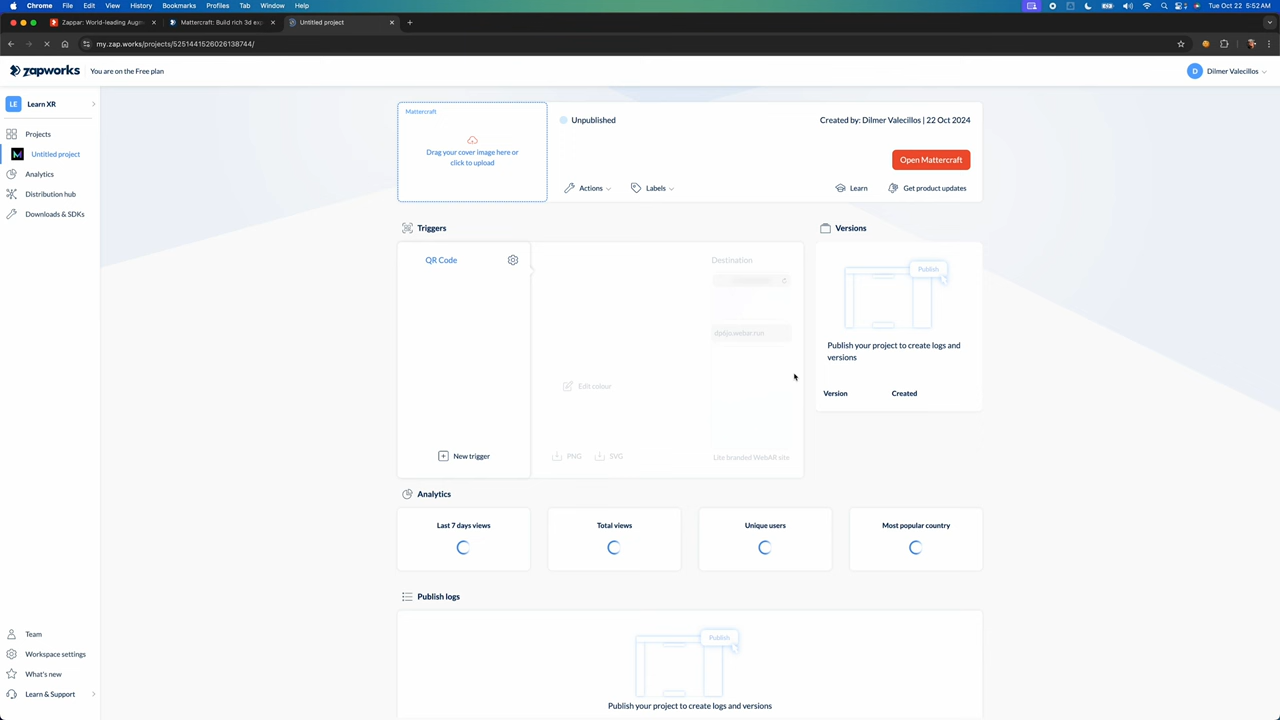 Chrome File Edit View History Bookmarks Profiles Tab Window Help
Tue Oct 22 5:52 AM
Zappar: World-leading Augm
Mattercraft: Build rich 3d exp
Untitled project
my.zap.works/projects/5251441526026138744/
zapworks
You are on the Free plan
D
Dilmer Valecillos
LE
Learn XR
Projects
Untitled project
Analytics
Distribution hub
Downloads & SDKs
Mattercraft
Drag your cover image here or
click to upload
Unpublished
Created by: Dilmer Valecillos | 22 Oct 2024
Open Mattercraft
Actions
Labels
Learn
Get product updates
Triggers
Versions
QR Code
Destination
dp6jo.webar.run
Edit colour
New trigger
PNG
SVG
Lite branded WebAR site
Publish
Publish your project to create logs and
versions
Version
Created
Analytics
Last 7 days views
Total views
Unique users
Most popular country
Publish logs
Publish
Publish your project to create logs and versions
Team
Workspace settings
What's new
Learn & Support